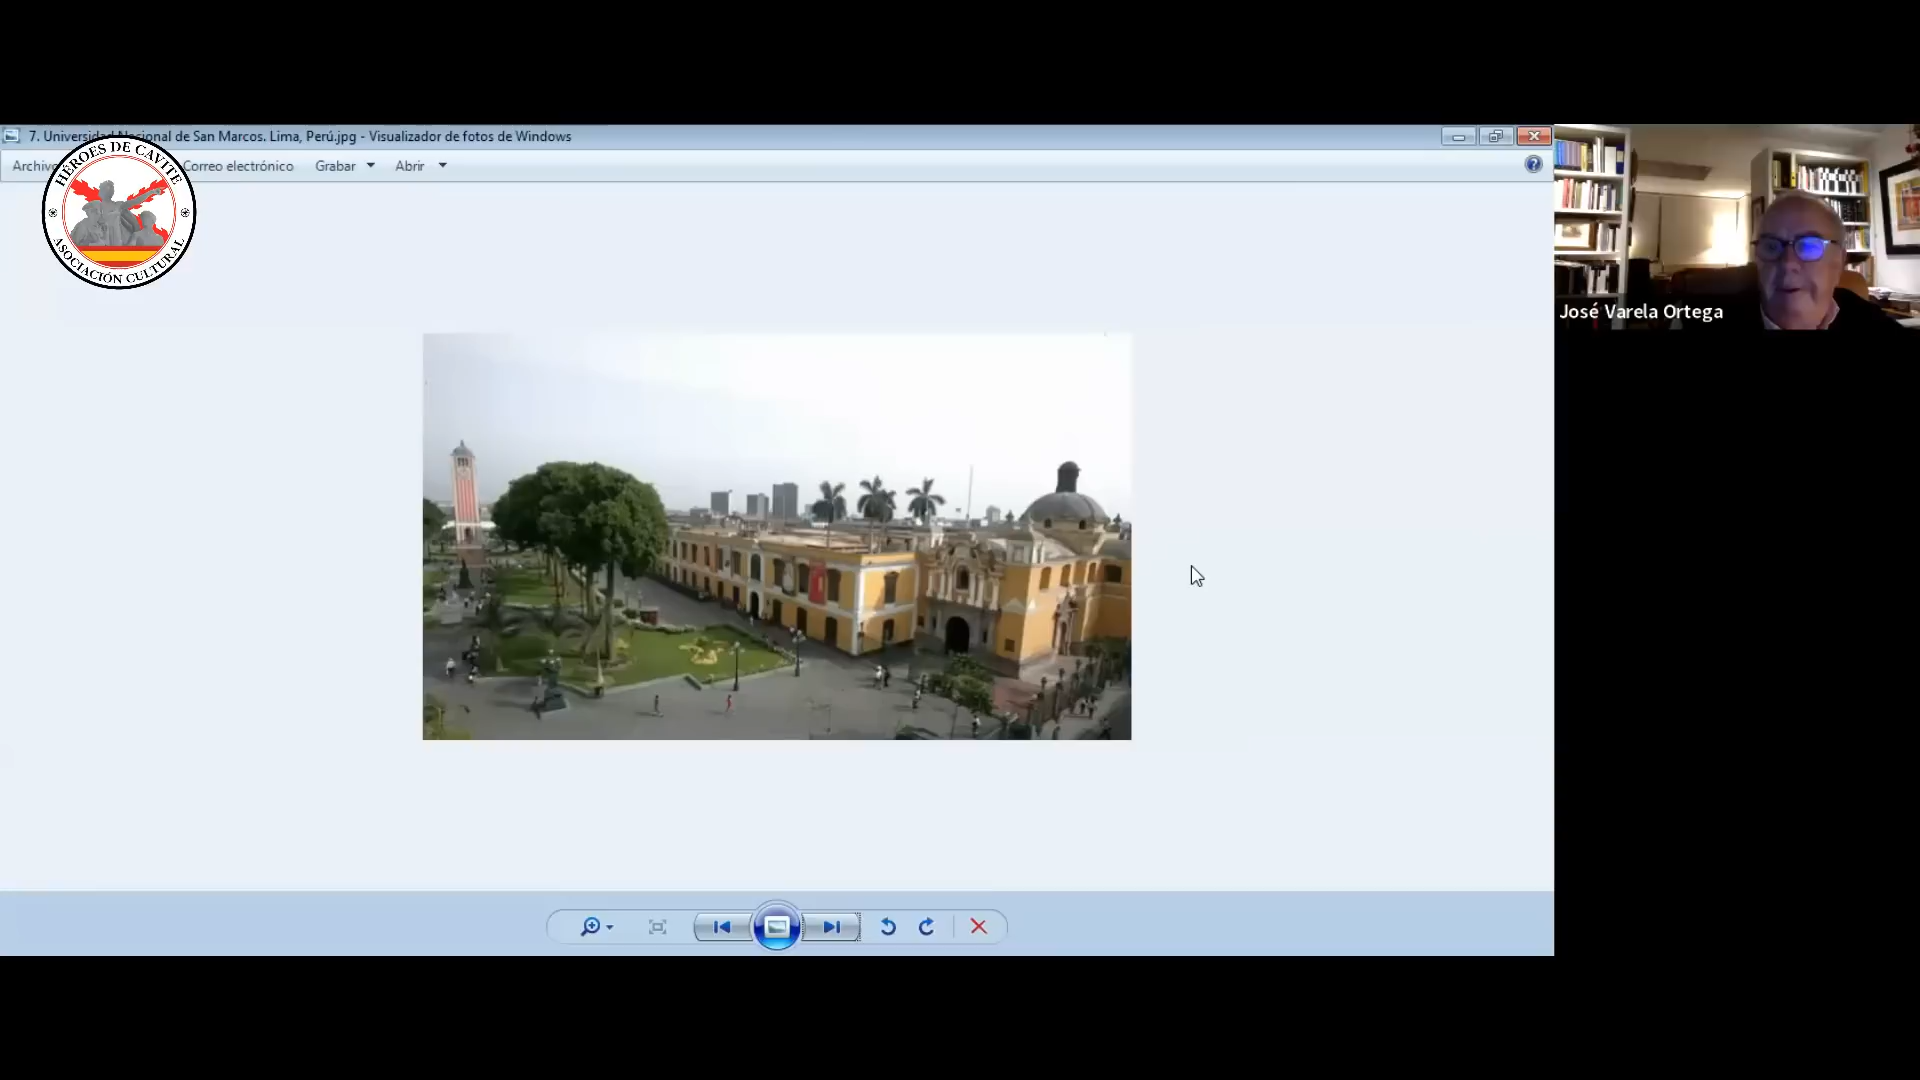 7. Universidad Nacional de San Marcos. Lima, Perú.jpg - Visualizador de fotos de Windows
Archivo Correo electrónico Grabar Abrir
HÉROES DE CAVITE
ASOCIACIÓN CULTURAL
José Varela Ortega